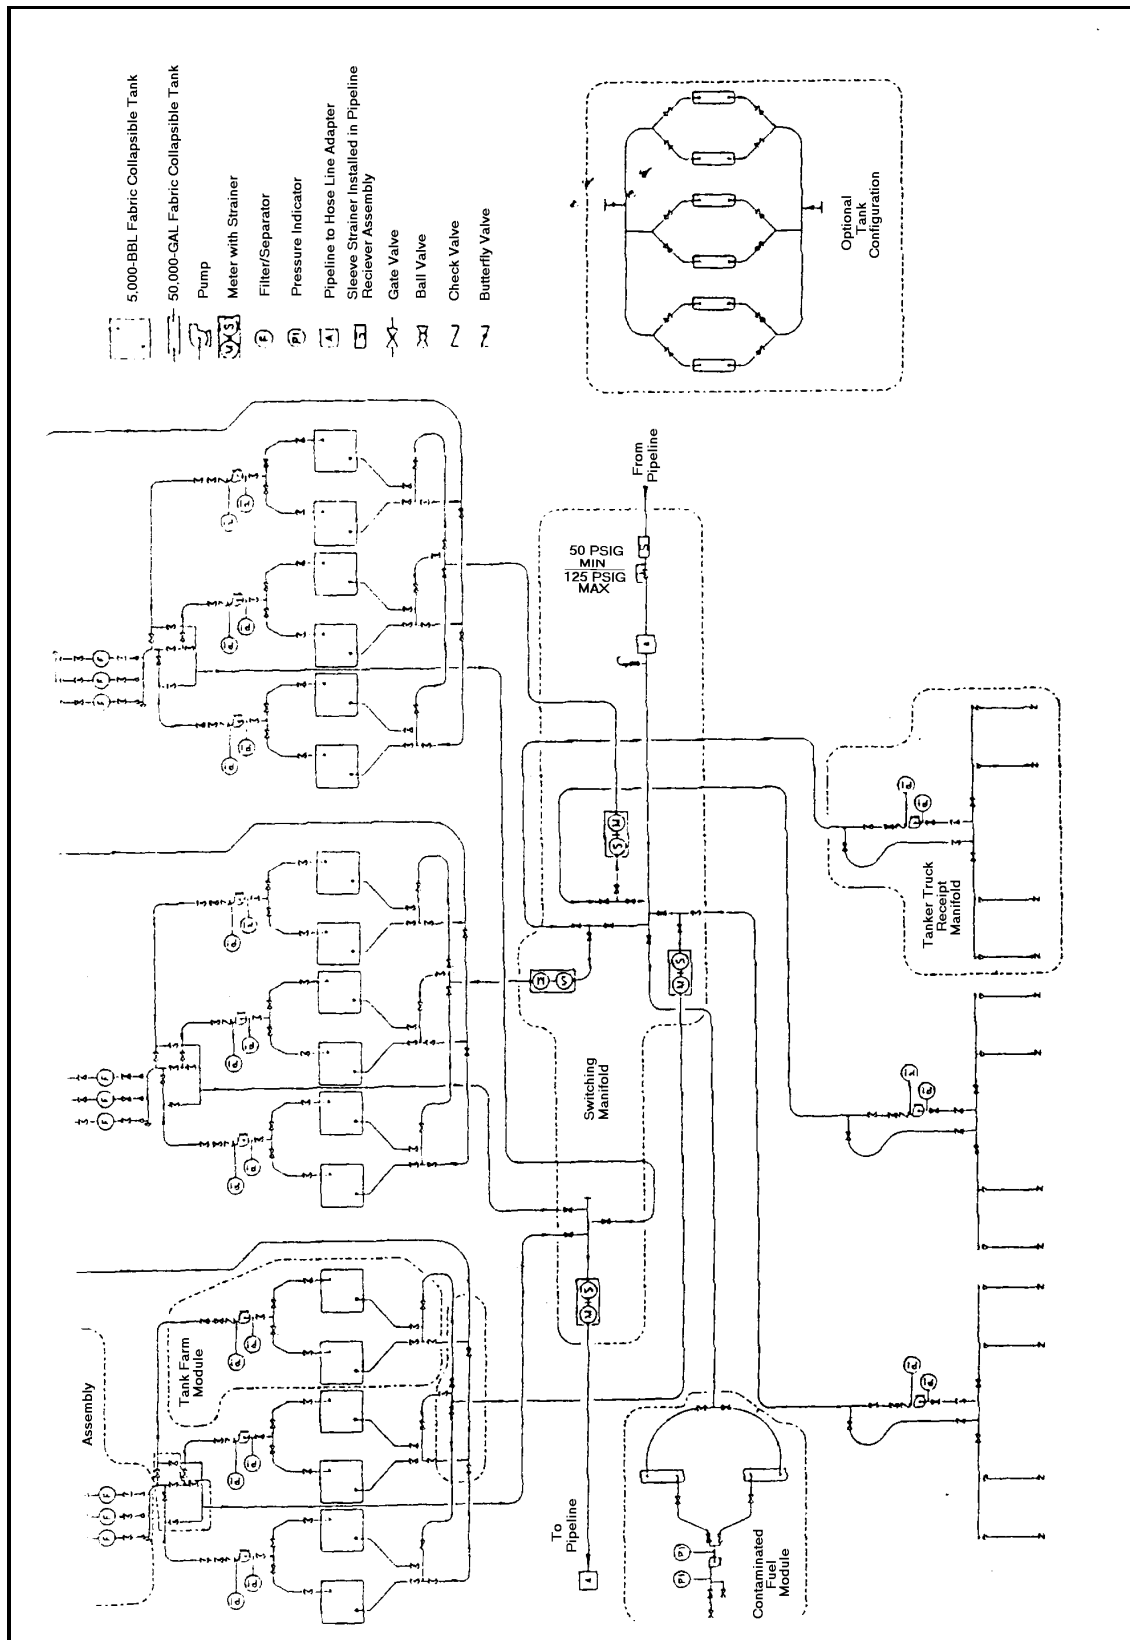 5,000-BBL Fabric Collapsible Tank
50,000-GAL Fabric Collapsible Tank
Pump
Meter with Strainer
Filter/Separator
Pressure Indicator
Pipeline to Hose Line Adapter
Sleeve Strainer Installed in Pipeline
Reciever Assembly
Gate Valve
Ball Valve
Check Valve
Butterfly Valve
M S
F
PI
A
S
Optional
Tank
Configuration
From
Pipeline
50 PSIG
MIN
125 PSIG
MAX
Switching
Manifold
Tanker Truck
Receipt
Manifold
Assembly
Tank Farm
Module
To
Pipeline
Contaminated
Fuel
Module
F
F
F
F
F
F
F
F
F
S M
M S
M S
PI
PI
A